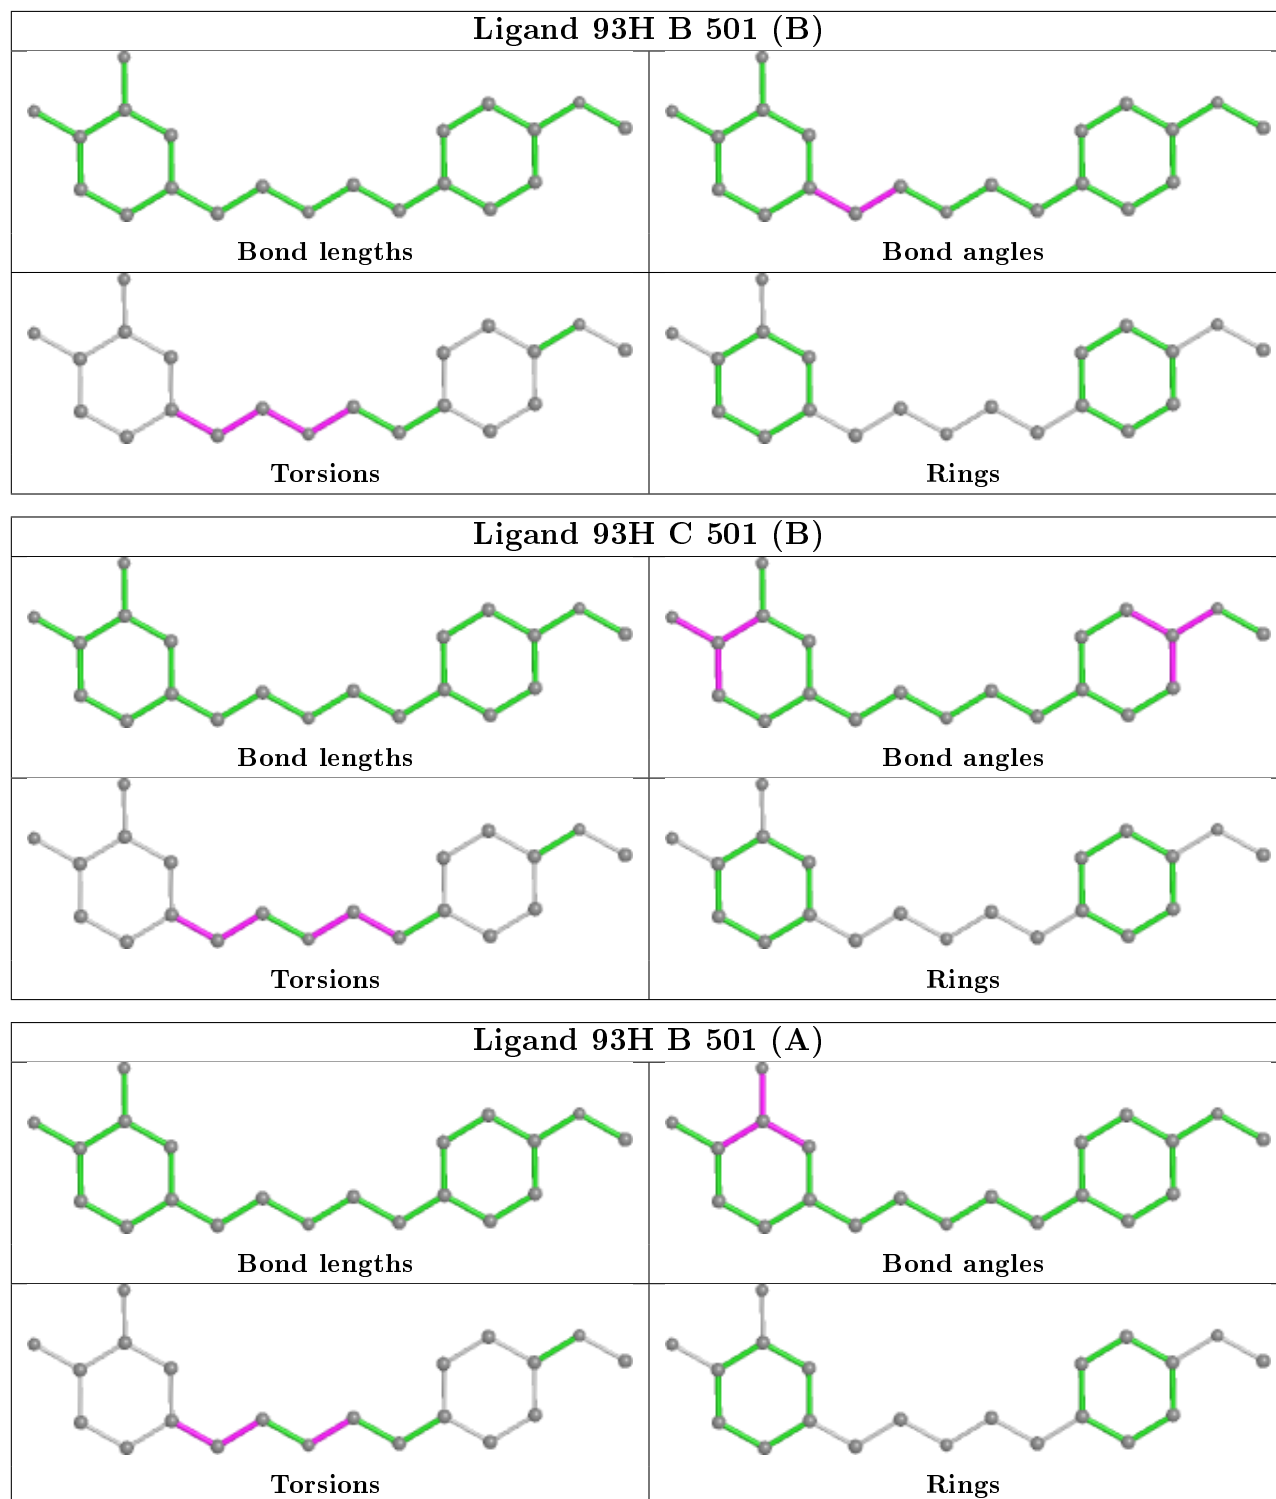 Ligand 93H B 501 (B)
Bond lengths
Bond angles
Torsions
Rings
Ligand 93H C 501 (B)
Bond lengths
Bond angles
Torsions
Rings
Ligand 93H B 501 (A)
Bond lengths
Bond angles
Torsions
Rings